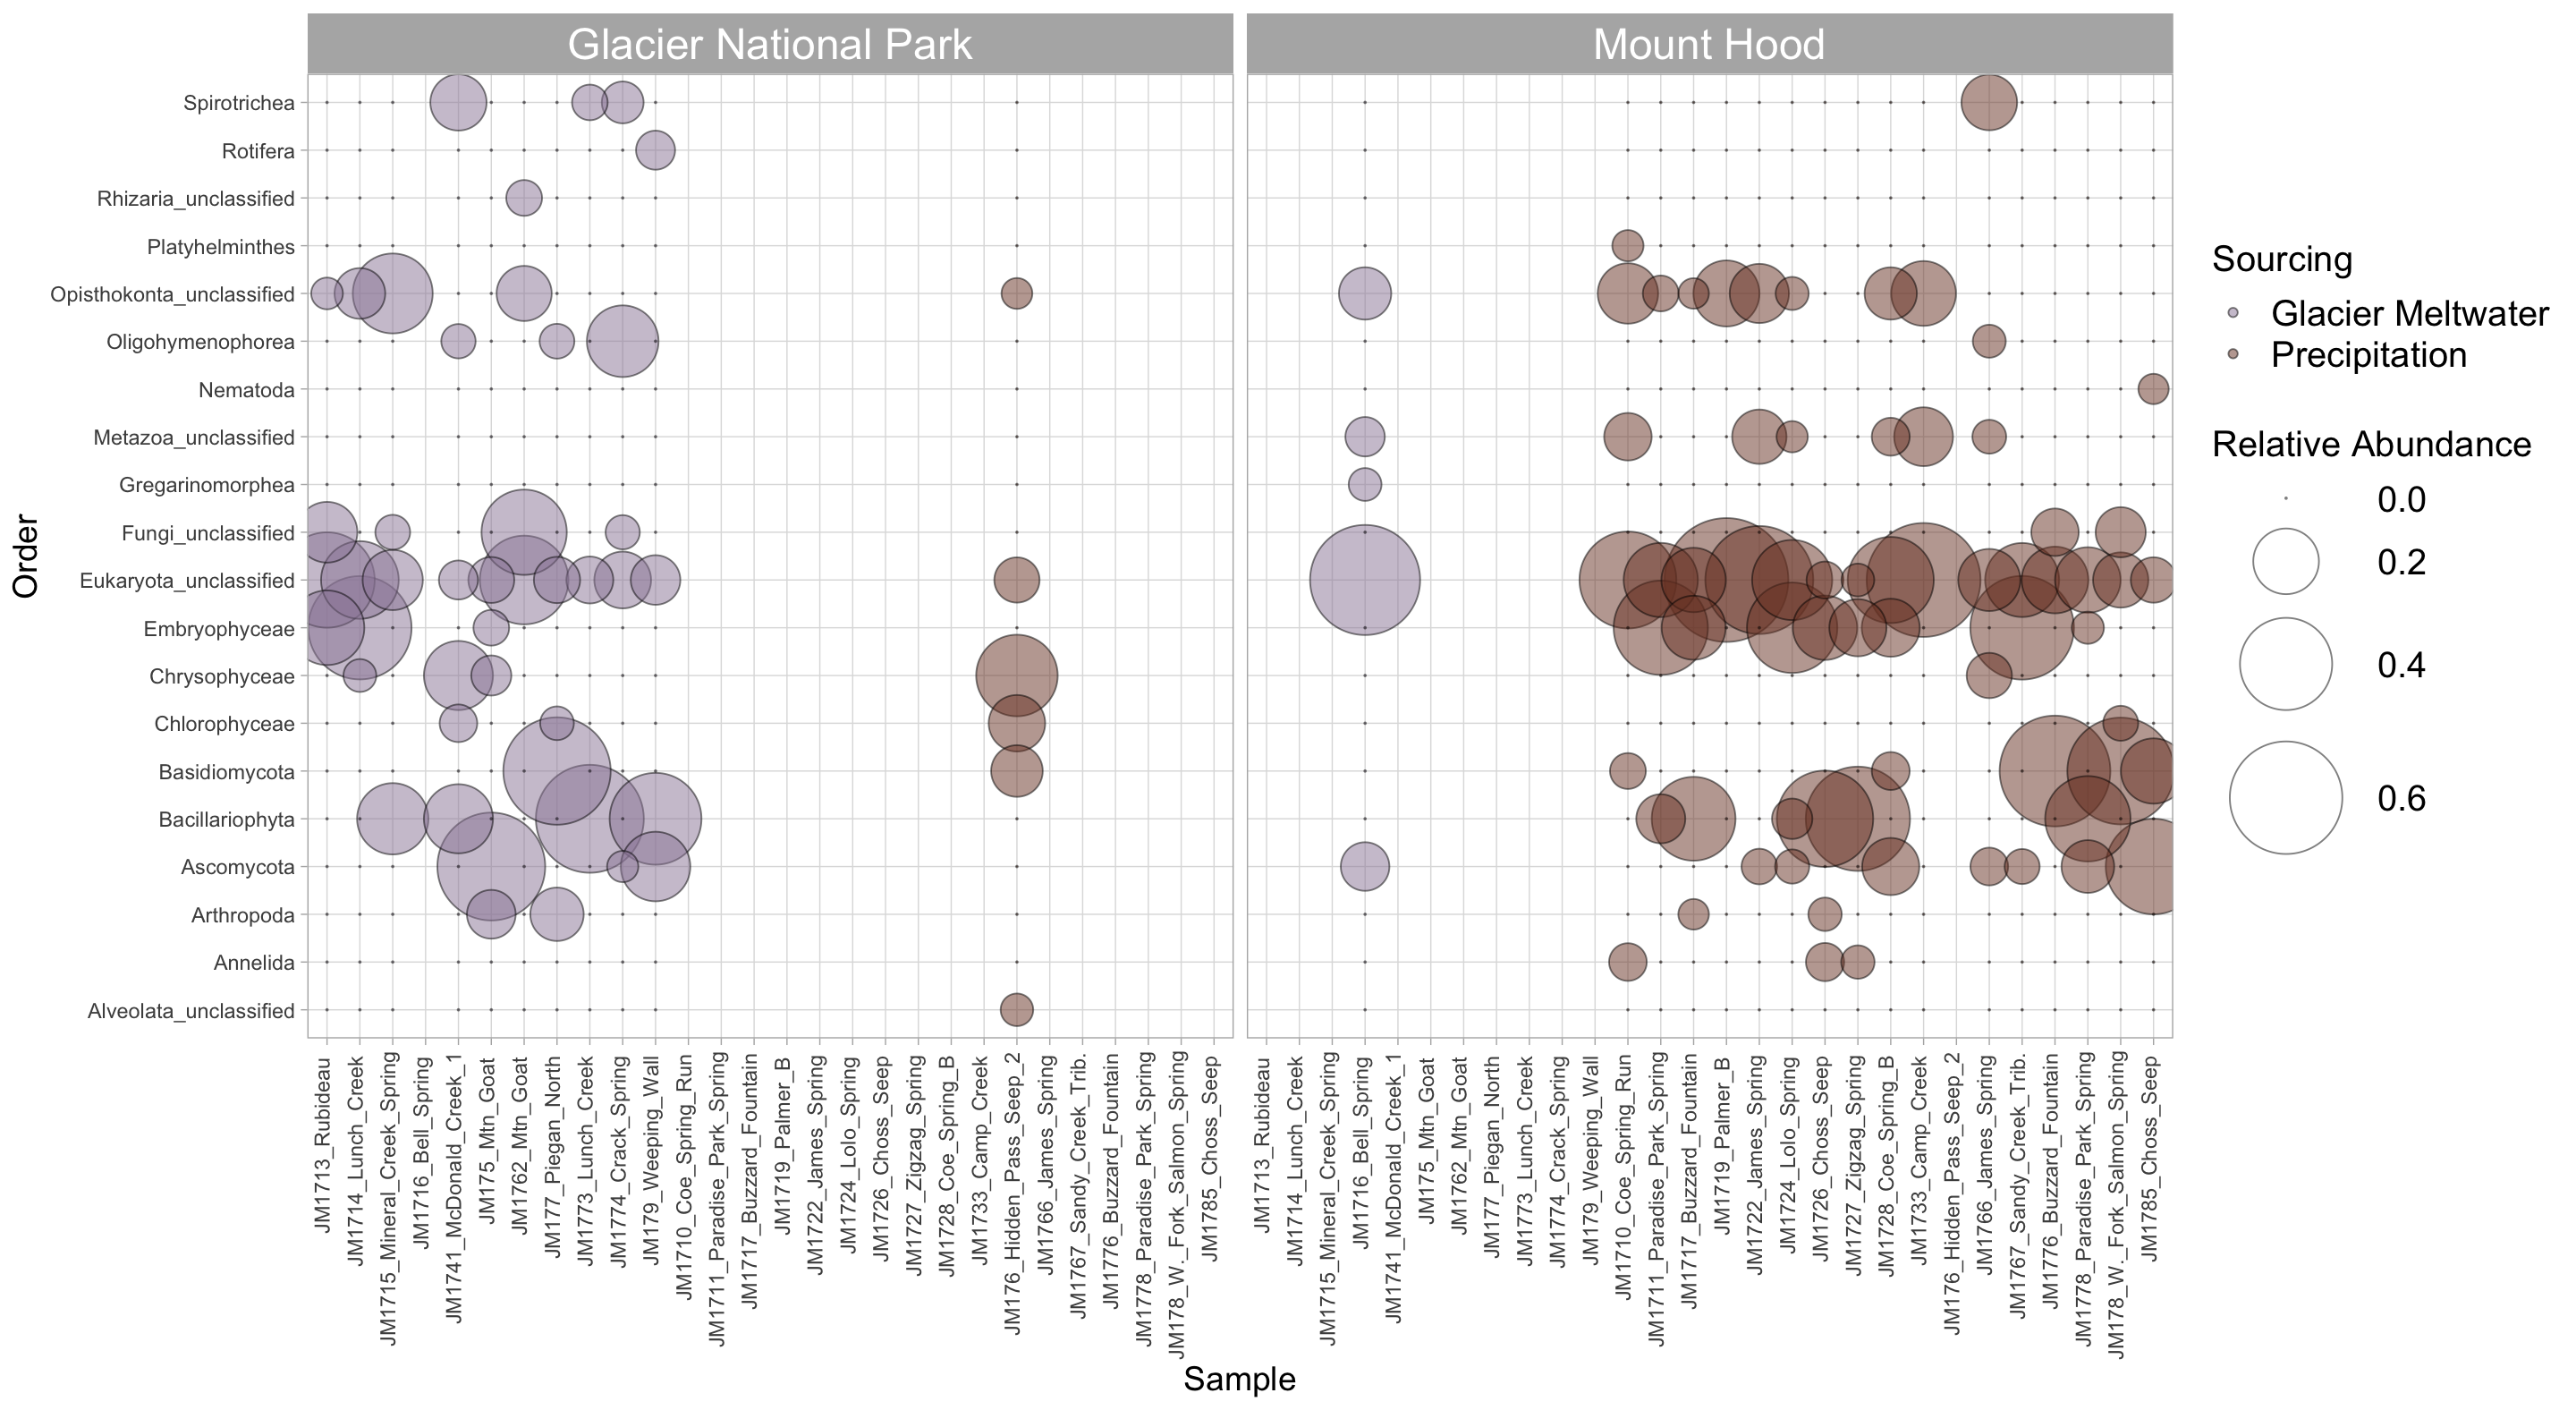 Glacier National Park
Mount Hood
Order
Spirotrichea
Rotifera
Rhizaria_unclassified
Platyhelminthes
Opisthokonta_unclassified
Oligohymenophorea
Nematoda
Metazoa_unclassified
Gregarinomorphea
Fungi_unclassified
Eukaryota_unclassified
Embryophyceae
Chrysophyceae
Chlorophyceae
Basidiomycota
Bacillariophyta
Ascomycota
Arthropoda
Annelida
Alveolata_unclassified
JM1713_Rubideau
JM1714_Lunch_Creek
JM1715_Mineral_Creek_Spring
JM1716_Bell_Spring
JM1741_McDonald_Creek_1
JM175_Mtn_Goat
JM1762_Mtn_Goat
JM177_Piegan_North
JM1773_Lunch_Creek
JM1774_Crack_Spring
JM179_Weeping_Wall
JM1710_Coe_Spring_Run
JM1711_Paradise_Park_Spring
JM1717_Buzzard_Fountain
JM1719_Palmer_B
JM1722_James_Spring
JM1724_Lolo_Spring
JM1726_Choss_Seep
JM1727_Zigzag_Spring
JM1728_Coe_Spring_B
JM1733_Camp_Creek
JM176_Hidden_Pass_Seep_2
JM1766_James_Spring
JM1767_Sandy_Creek_Trib.
JM1776_Buzzard_Fountain
JM1778_Paradise_Park_Spring
JM178_W._Fork_Salmon_Spring
JM1785_Choss_Seep
JM1713_Rubideau
JM1714_Lunch_Creek
JM1715_Mineral_Creek_Spring
JM1716_Bell_Spring
JM1741_McDonald_Creek_1
JM175_Mtn_Goat
JM1762_Mtn_Goat
JM177_Piegan_North
JM1773_Lunch_Creek
JM1774_Crack_Spring
JM179_Weeping_Wall
JM1710_Coe_Spring_Run
JM1711_Paradise_Park_Spring
JM1717_Buzzard_Fountain
JM1719_Palmer_B
JM1722_James_Spring
JM1724_Lolo_Spring
JM1726_Choss_Seep
JM1727_Zigzag_Spring
JM1728_Coe_Spring_B
JM1733_Camp_Creek
JM176_Hidden_Pass_Seep_2
JM1766_James_Spring
JM1767_Sandy_Creek_Trib.
JM1776_Buzzard_Fountain
JM1778_Paradise_Park_Spring
JM178_W._Fork_Salmon_Spring
JM1785_Choss_Seep
Sample
Sourcing
Glacier Meltwater
Precipitation
Relative Abundance
0.0
0.2
0.4
0.6